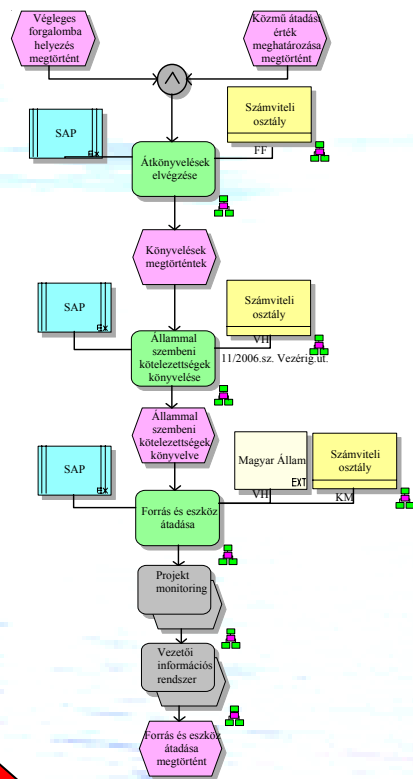 Végleges
forgalomba
helyezés
megtörtént
Közmű átadási
érték
meghatározása
megtörtént
SAP
Ex
Számviteli
osztály
FF
Átkönyvelések
elvégzése
Könyvelések
megtörténtek
SAP
Ex
Számviteli
osztály
VH
11/2006.sz. Vezérig.ut.
Állammal
szembeni
kötelezettségek
könyvelése
Állammal
szembeni
kötelezettségek
könyvelve
SAP
Ex
Magyar Állam
EXT
Számviteli
osztály
VH
KM
Forrás és eszköz
átadása
Projekt
monitoring
Vezetői
információs
rendszer
Forrás és eszköz
átadása
megtörtént